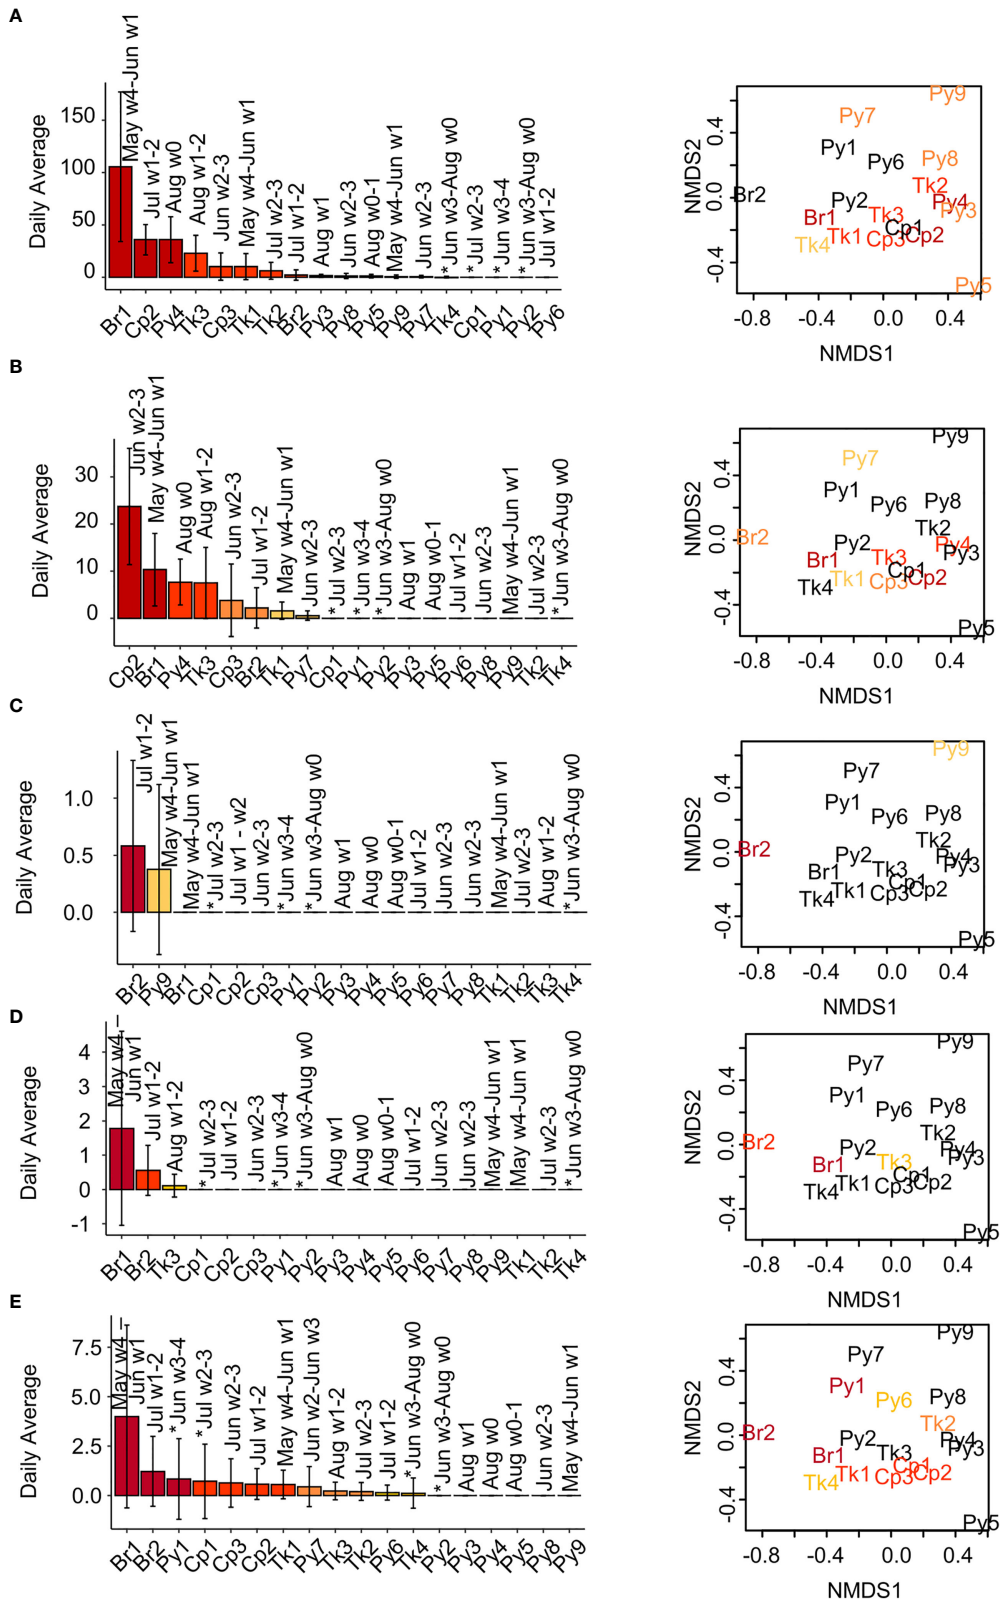 A
Daily Average
150
100
50
0
May w4-Jun w1
Jul w1-2
Aug w0
Aug w1-2
Jun w2-3
May w4-Jun w1
Jul w2-3
Jul w1-2
Aug w1
Jun w2-3
Aug w0-1
May w4-Jun w1
Jun w2-3
*Jun w3-Aug w0
*Jul w2-3
*Jun w3-4
*Jun w3-Aug w0
Jul w1-2
Br1 Cp2 Py4 Tk3 Cp3 Tk1 Tk2 Br2 Py3 Py8 Py5 Py9 Py7 Tk4 Cp1 Py1 Py2 Py6
NMDS2
0.4
0.0
-0.4
Py9
Py7
Py1
Py6
Py8
Tk2
Br2
Py2
Py4
Br1
Tk3
Py3
Tk1
Cp1
Cp3
Cp2
Tk4
Py5
-0.8 -0.4 0.0 0.4
NMDS1
B
Daily Average
30
20
10
0
Jun w2-3
May w4-Jun w1
Aug w0
Aug w1-2
Jun w2-3
Jul w1-2
May w4-Jun w1
Jun w2-3
*Jul w2-3
*Jun w3-4
*Jun w3-Aug w0
Aug w1
Aug w0-1
Jul w1-2
Jun w2-3
May w4-Jun w1
Jul w2-3
*Jun w3-Aug w0
Cp2 Br1 Py4 Tk3 Cp3 Br2 Tk1 Py7 Cp1 Py1 Py2 Py3 Py5 Py6 Py8 Py9 Tk2 Tk4
NMDS2
0.4
0.0
-0.4
Py9
Py7
Py1
Py6
Py8
Tk2
Br2
Py2
Py4
Br1
Tk3
Py3
Tk1
Cp1
Cp3
Cp2
Tk4
Py5
-0.8 -0.4 0.0 0.4
NMDS1
C
Daily Average
1.0
0.5
0.0
Jul w1-2
May w4-Jun w1
May w4-Jun w1
*Jul w2-3
Jul w1 - w2
Jun w2-3
*Jun w3-4
*Jun w3-Aug w0
Aug w1
Aug w0
Aug w0-1
Jul w1-2
Jun w2-3
Jun w2-3
May w4-Jun w1
Jul w2-3
Aug w1-2
*Jun w3-Aug w0
Br2 Py9 Br1 Cp1 Cp2 Cp3 Py1 Py2 Py3 Py4 Py5 Py6 Py7 Py8 Tk1 Tk2 Tk3 Tk4
NMDS2
0.4
0.0
-0.4
Py9
Py7
Py1
Py6
Py8
Tk2
Br2
Py2
Py4
Br1
Tk3
Py3
Tk1
Cp1
Cp3
Cp2
Tk4
Py5
-0.8 -0.4 0.0 0.4
NMDS1
D
Daily Average
4
3
2
1
0
-1
May w4–
Jun w1
Jul w1-2
Aug w1-2
*Jul w2-3
Jul w1-2
Jun w2-3
*Jun w3-4
*Jun w3-Aug w0
Aug w1
Aug w0
Aug w0-1
Jul w1-2
Jun w2-3
Jun w2-3
May w4-Jun w1
May w4-Jun w1
Jul w2-3
*Jun w3-Aug w0
Br1 Br2 Tk3 Cp1 Cp2 Cp3 Py1 Py2 Py3 Py4 Py5 Py6 Py7 Py8 Py9 Tk1 Tk2 Tk4
NMDS2
0.4
0.0
-0.4
Py9
Py7
Py1
Py6
Py8
Tk2
Br2
Py2
Py4
Br1
Tk3
Py3
Tk1
Cp1
Cp3
Cp2
Tk4
Py5
-0.8 -0.4 0.0 0.4
NMDS1
E
Daily Average
7.5
5.0
2.5
0.0
May w4–
Jun w1
Jul w1-2
*Jun w3-4
*Jul w2-3
Jun w2-3
Jul w1-2
May w4-Jun w1
Jun w2-Jun w3
Aug w1-2
Jul w2-3
Jul w1-2
*Jun w3-Aug w0
*Jun w3-Aug w0
Aug w1
Aug w0
Aug w0-1
Jun w2-3
May w4-Jun w1
Br1 Br2 Py1 Cp1 Cp3 Cp2 Tk1 Py7 Tk3 Tk2 Py6 Tk4 Py2 Py3 Py4 Py5 Py8 Py9
NMDS2
0.4
0.0
-0.4
Py9
Py7
Py1
Py6
Py8
Tk2
Br2
Py2
Py4
Br1
Tk3
Py3
Tk1
Cp1
Cp3
Cp2
Tk4
Py5
-0.8 -0.4 0.0 0.4
NMDS1